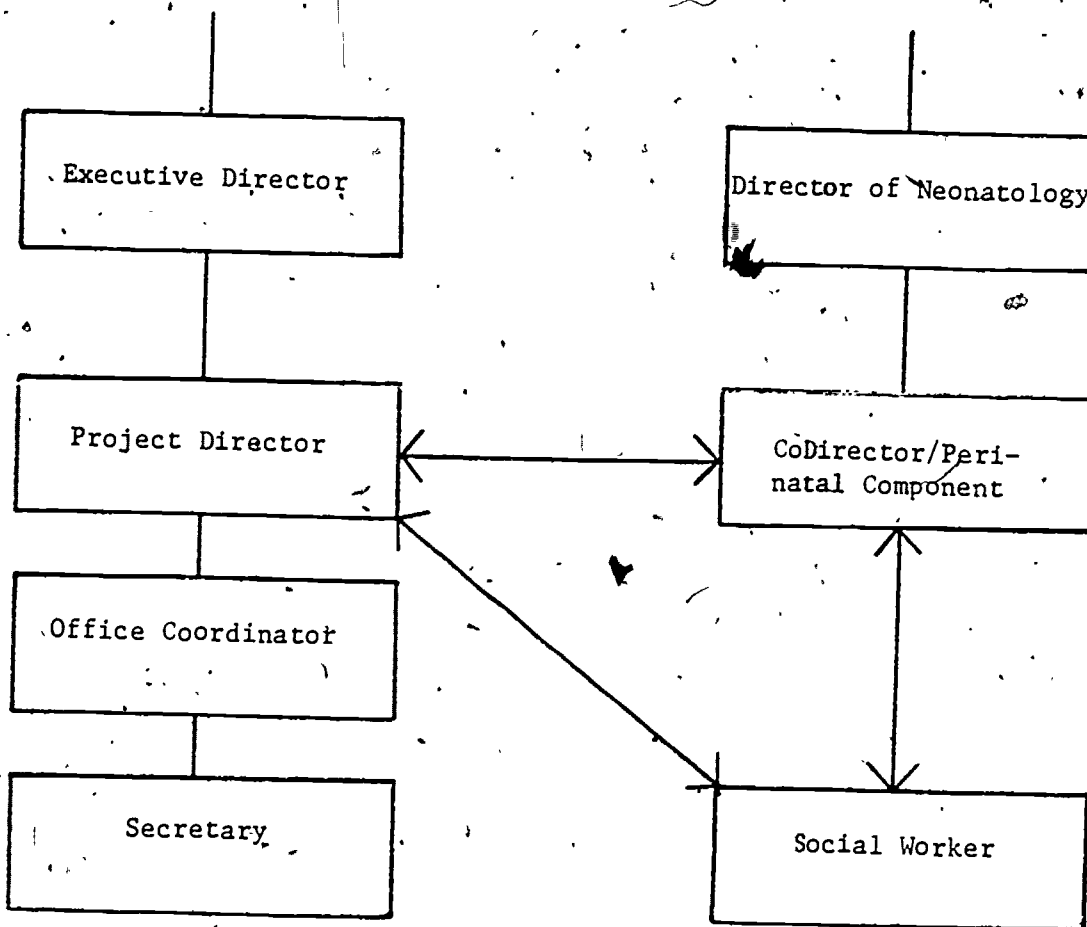 Executive Director
Director of Neonatology
Project Director
CoDirector/Peri-
natal Component
Office Coordinator
Secretary
Social Worker